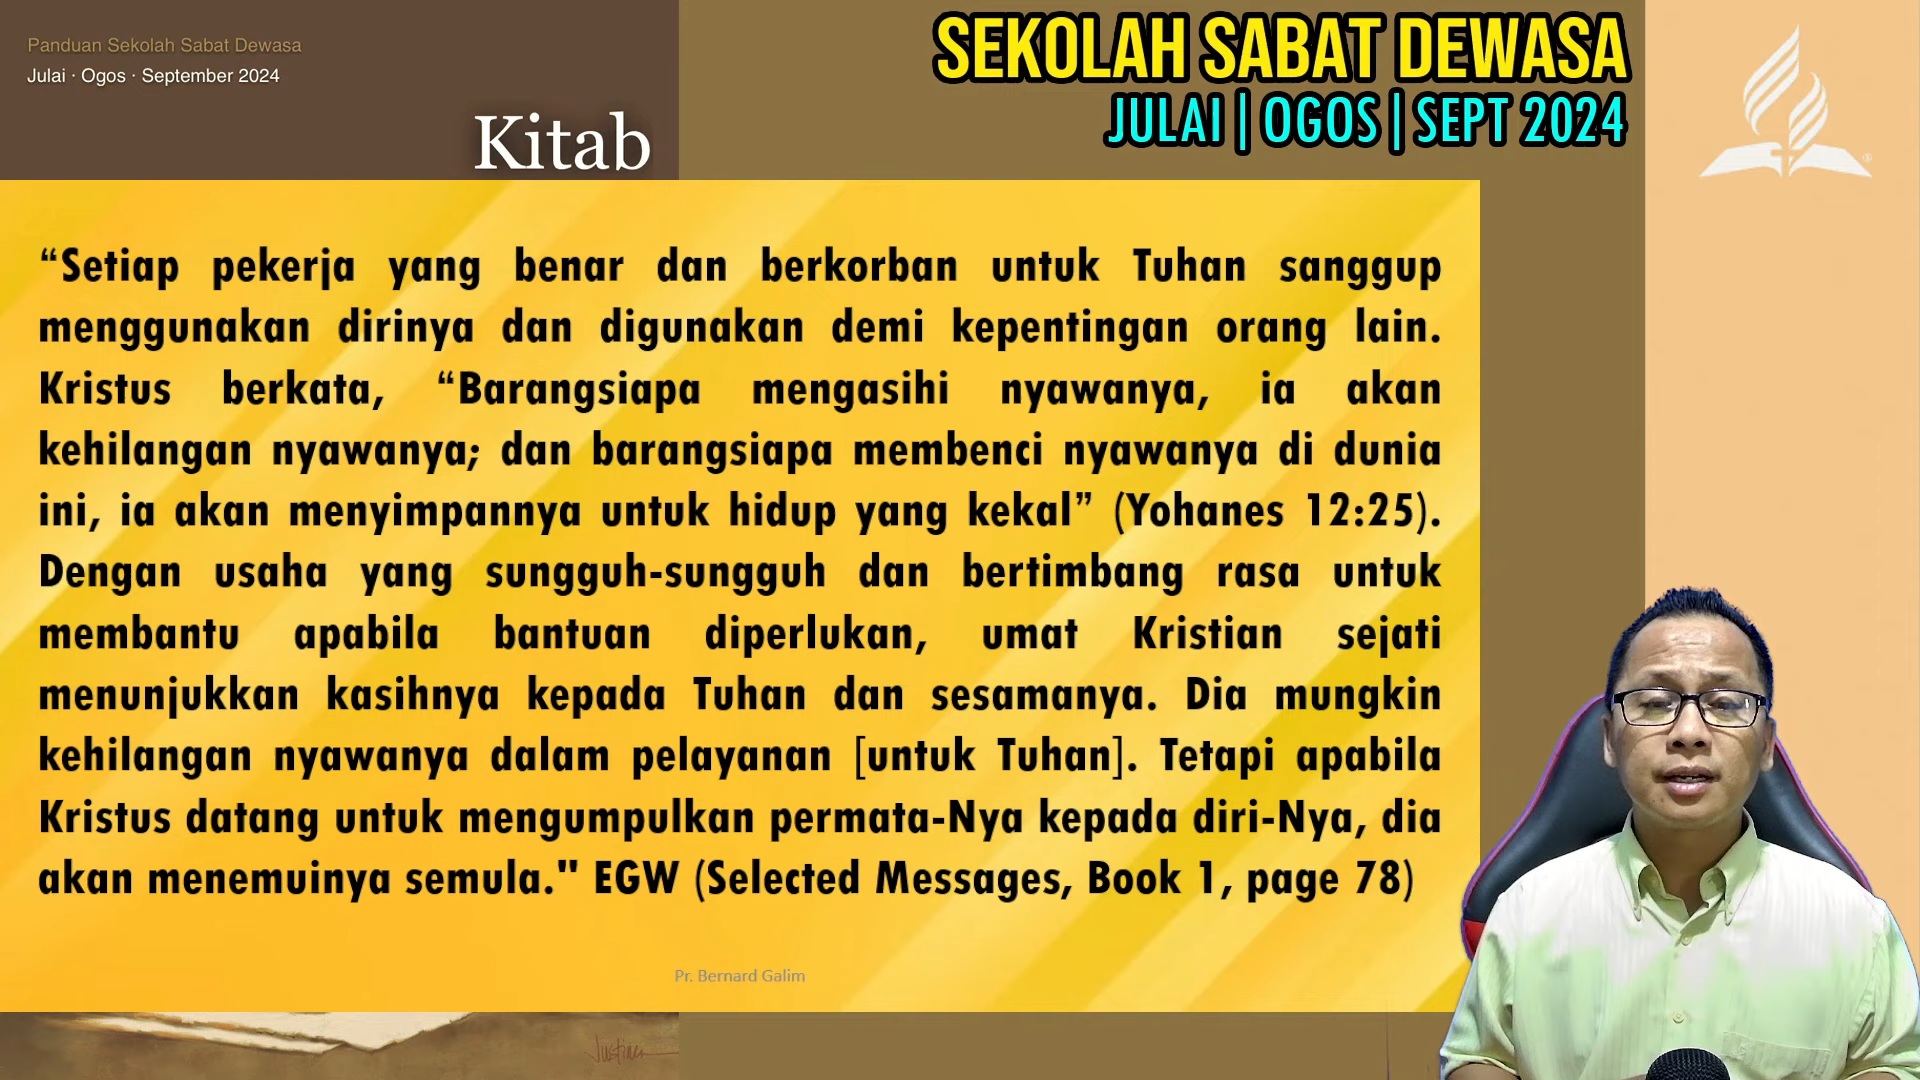 Panduan Sekolah Sabat Dewasa
Julai · Ogos · September 2024
Kitab
SEKOLAH SABAT DEWASA
JULAI | OGOS | SEPT 2024
“Setiap pekerja yang benar dan berkorban untuk Tuhan sanggup
menggunakan dirinya dan digunakan demi kepentingan orang lain.
Kristus berkata, “Barangsiapa mengasihi nyawanya, ia akan
kehilangan nyawanya; dan barangsiapa membenci nyawanya di dunia
ini, ia akan menyimpannya untuk hidup yang kekal” (Yohanes 12:25).
Dengan usaha yang sungguh-sungguh dan bertimbang rasa untuk
membantu apabila bantuan diperlukan, umat Kristian sejati
menunjukkan kasihnya kepada Tuhan dan sesamanya. Dia mungkin
kehilangan nyawanya dalam pelayanan [untuk Tuhan]. Tetapi apabila
Kristus datang untuk mengumpulkan permata-Nya kepada diri-Nya, dia
akan menemuinya semula." EGW (Selected Messages, Book 1, page 78)
Pr. Bernard Galim